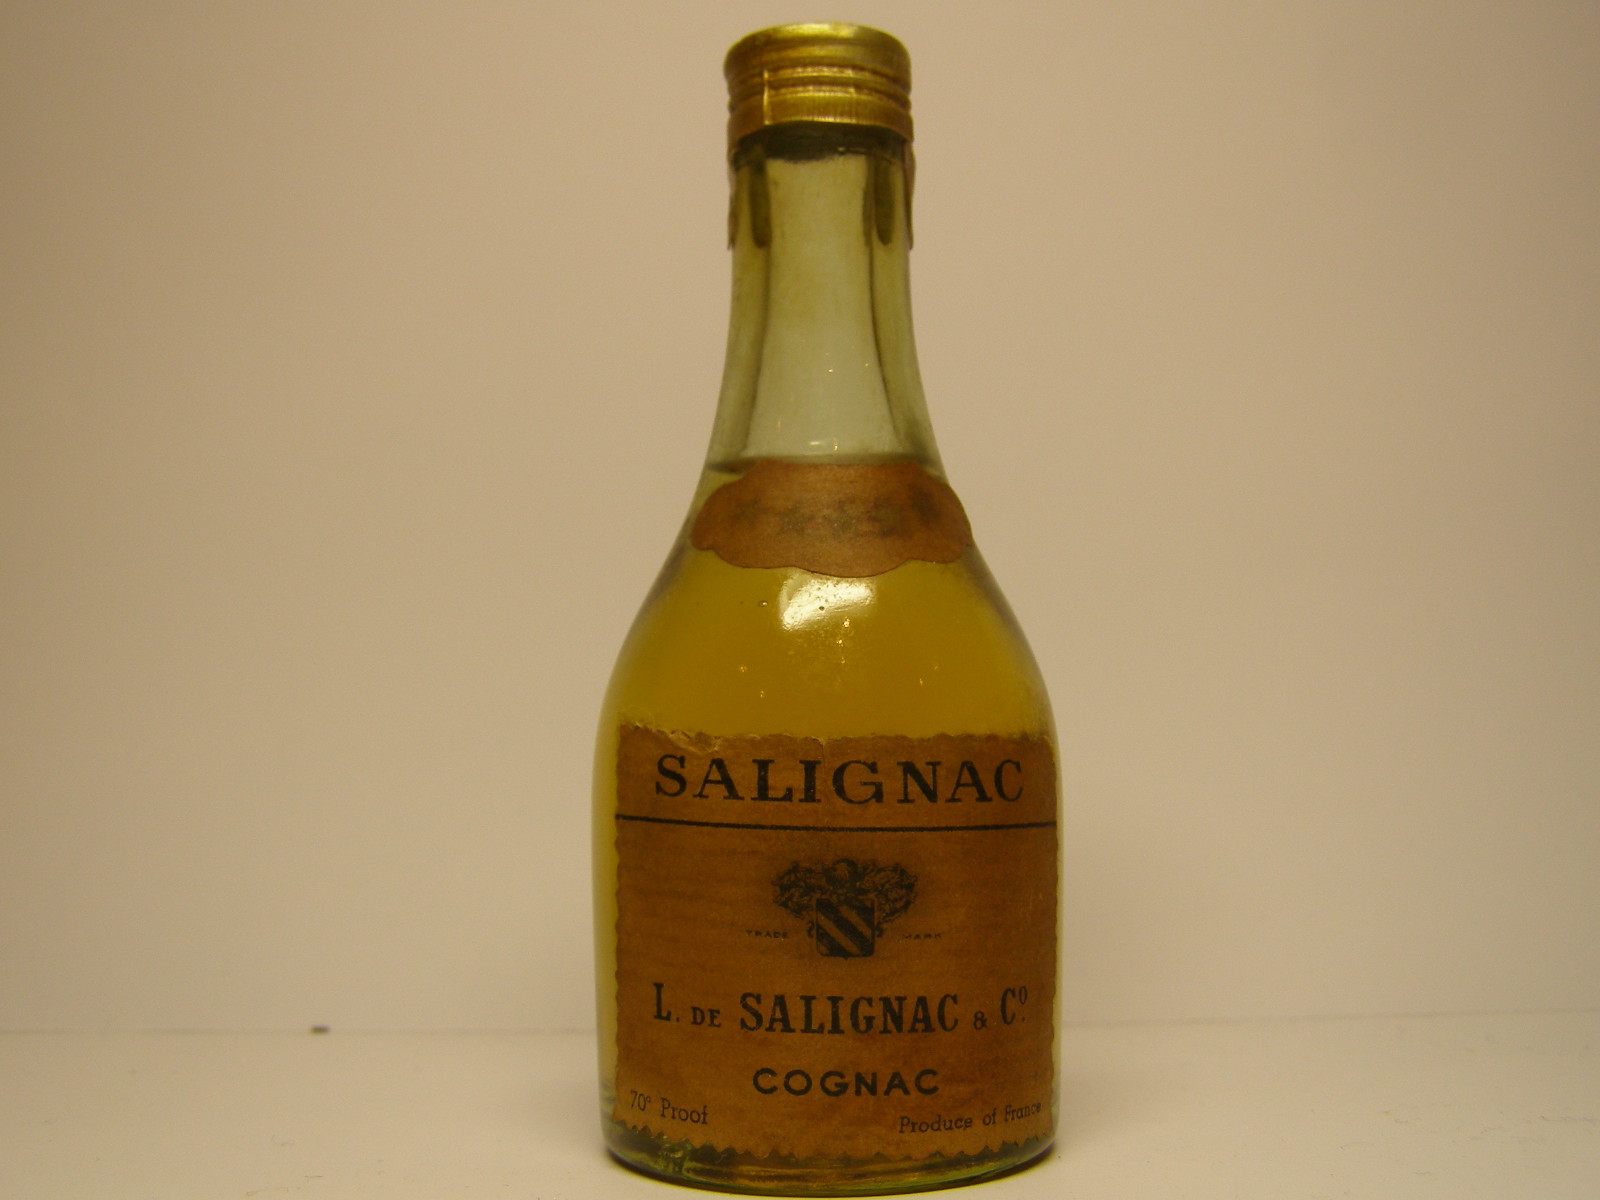 SALIGNAC
TRADE MARK
L. DE SALIGNAC & Cº.
COGNAC
70° Proof
Produce of France